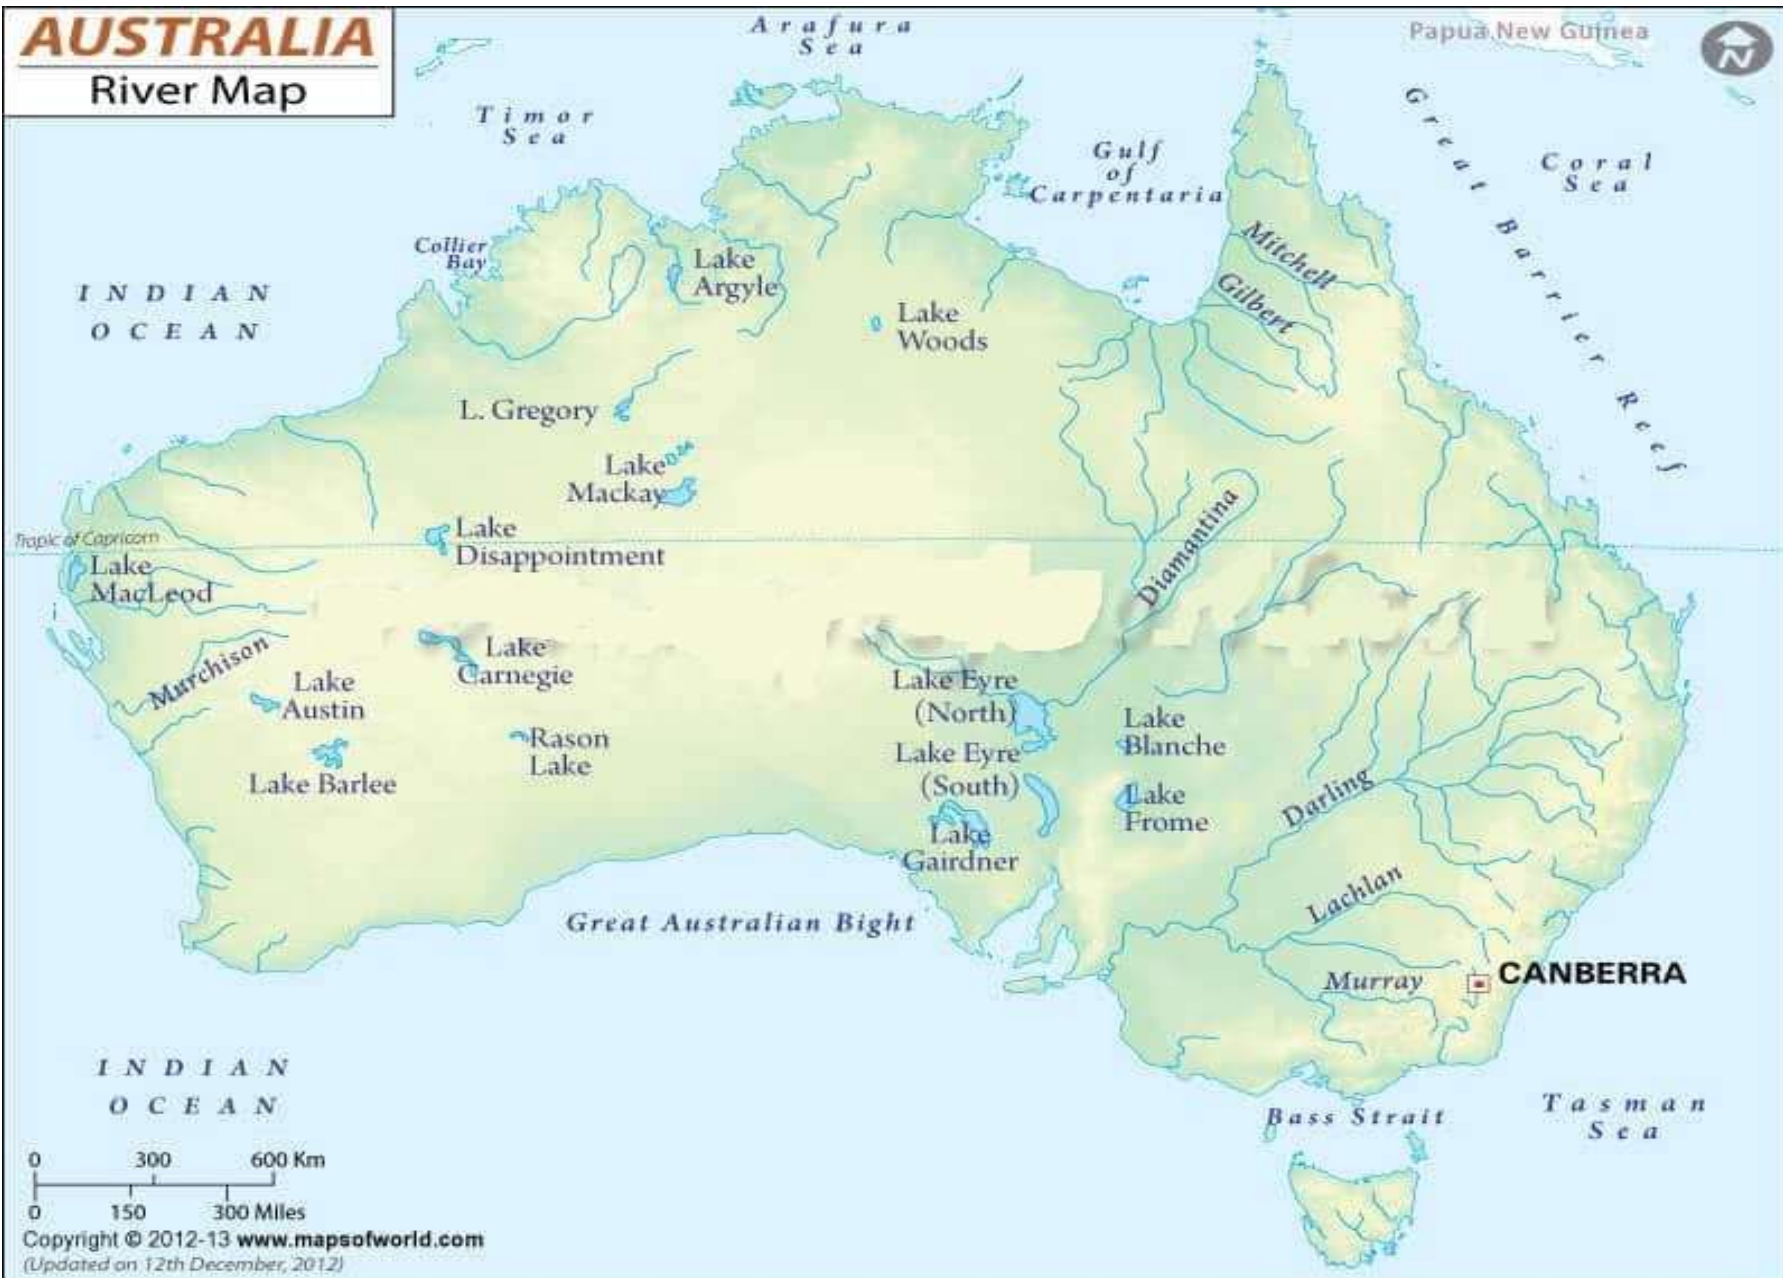 AUSTRALIA
River Map
Arafura
Sea
Papua New Guinea
N
Timor
Sea
Gulf
of
Carpentaria
Great Barrier Reef
Coral
Sea
Collier
Bay
INDIAN
OCEAN
Lake
Argyle
Mitchell
Gilbert
Lake
Woods
L. Gregory
Lake
Mackay
Lake
Disappointment
Diamantina
Tropic of Capricorn
Lake
MacLeod
Murchison
Lake
Austin
Lake
Carnegie
Lake Eyre
(North)
Lake
Blanche
Rason
Lake
Lake Eyre
(South)
Lake Barlee
Lake
Frome
Darling
Lake
Gairdner
Lachlan
Great Australian Bight
Murray
CANBERRA
INDIAN
OCEAN
Bass Strait
Tasman
Sea
0 300 600 Km
0 150 300 Miles
Copyright © 2012-13 www.mapsofworld.com
(Updated on 12th December, 2012)